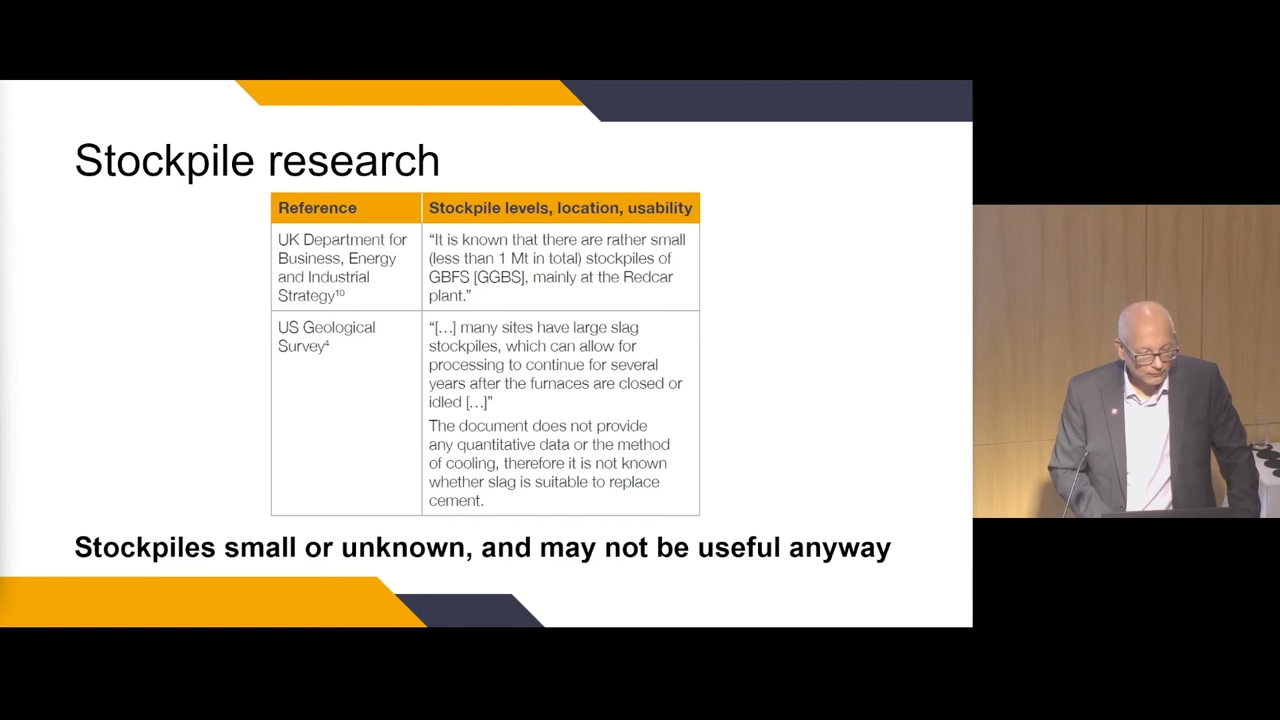 Stockpile research
Reference
Stockpile levels, location, usability
UK Department for
Business, Energy
and Industrial
Strategy¹⁰
“It is known that there are rather small
(less than 1 Mt in total) stockpiles of
GBFS [GGBS], mainly at the Redcar
plant.”
US Geological
Survey⁴
“[…] many sites have large slag
stockpiles, which can allow for
processing to continue for several
years after the furnaces are closed or
idled […]”
The document does not provide
any quantitative data or the method
of cooling, therefore it is not known
whether slag is suitable to replace
cement.
Stockpiles small or unknown, and may not be useful anyway